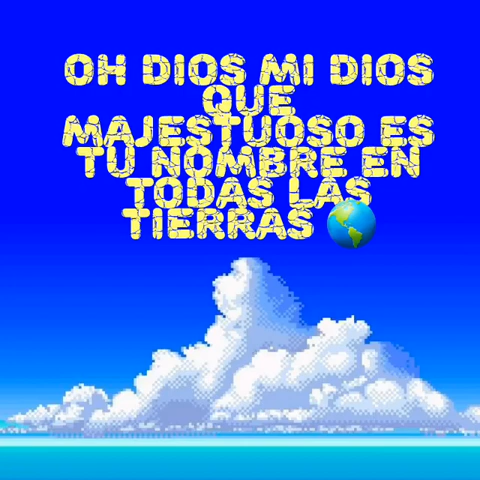 OH DIOS MI DIOS
QUE
MAJESTUOSO ES
TU NOMBRE EN
TODAS LAS
TIERRAS 🌎